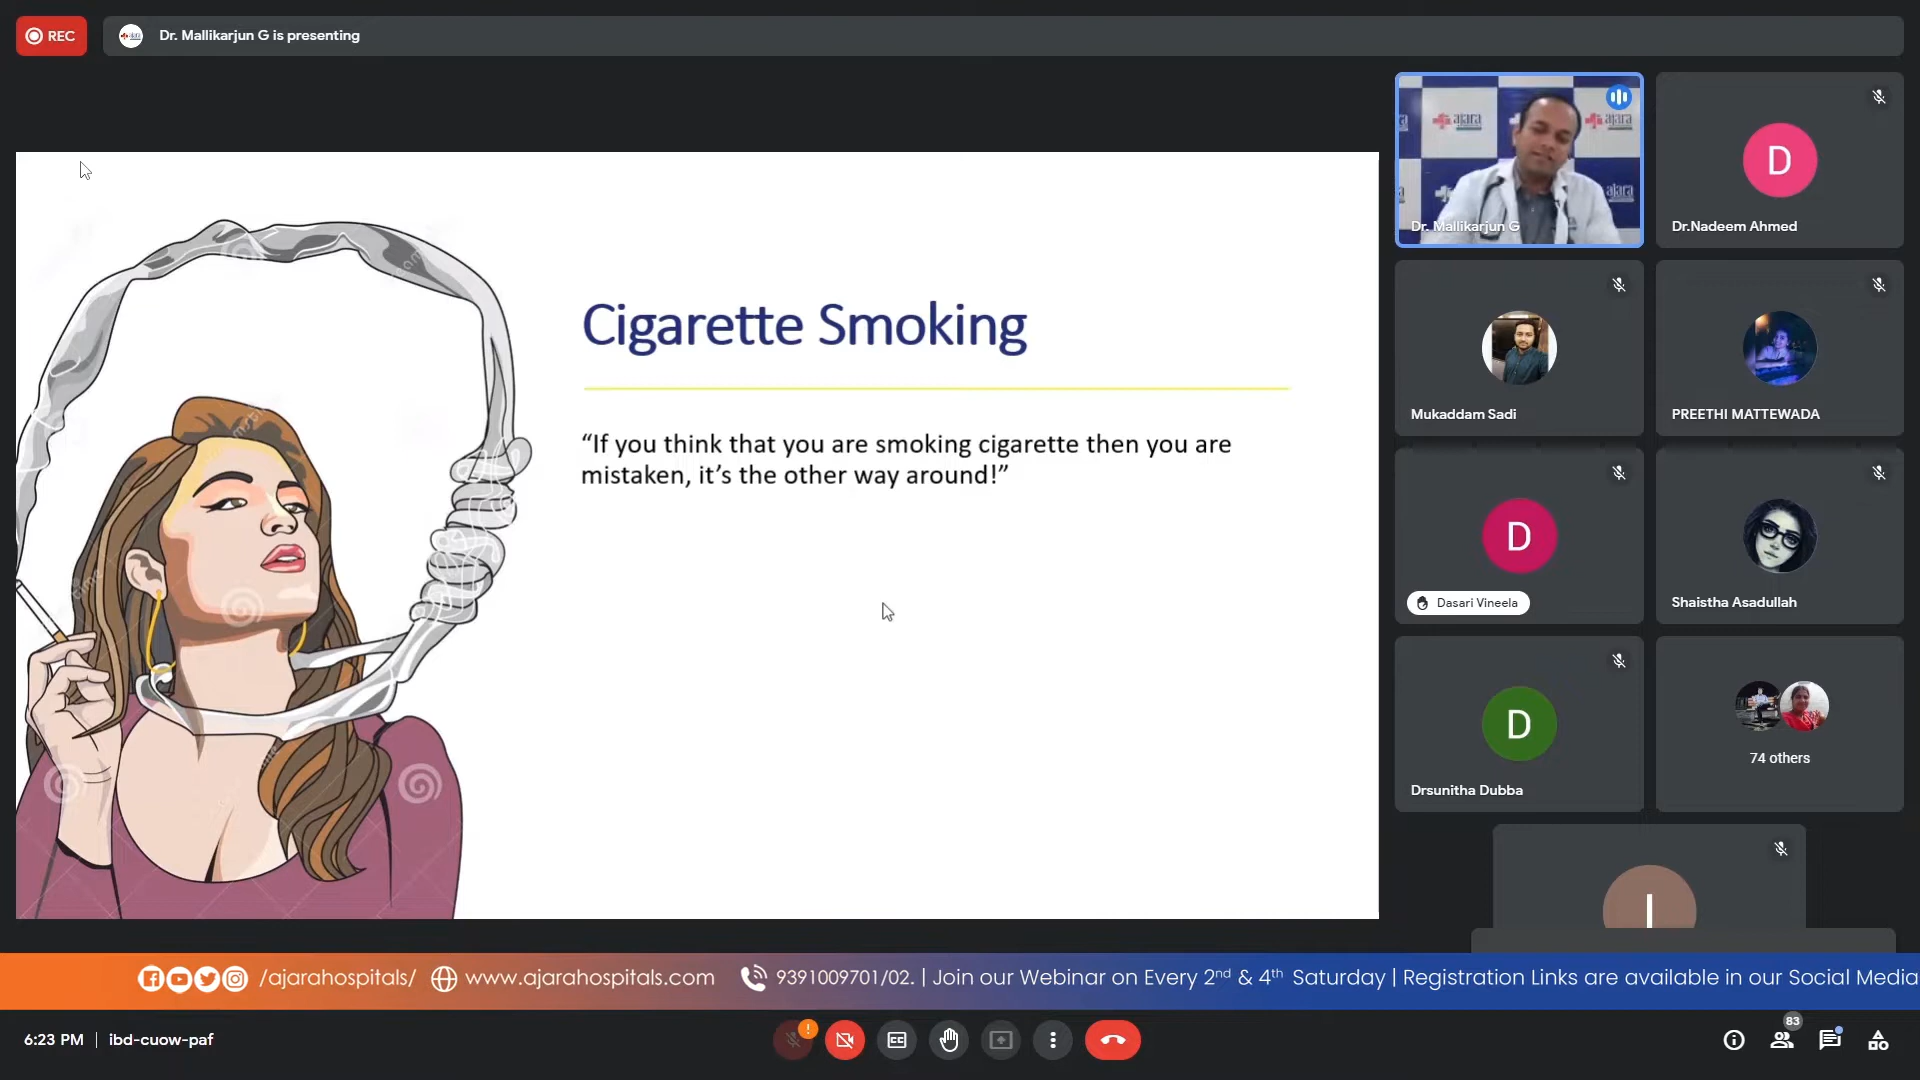 REC
Dr. Mallikarjun G is presenting
ajara
ajara
ajara
Dr. Mallikarjun G
D
Dr.Nadeem Ahmed
Cigarette Smoking
“If you think that you are smoking cigarette then you are
mistaken, it’s the other way around!”
Mukaddam Sadi
PREETHI MATTEWADA
D
Dasari Vineela
Shaistha Asadullah
D
Drsunitha Dubba
74 others
I
/ajarahospitals/ www.ajarahospitals.com 9391009701/02. | Join our Webinar on Every 2nd & 4th Saturday | Registration Links are available in our Social Media
6:23 PM | ibd-cuow-paf
83